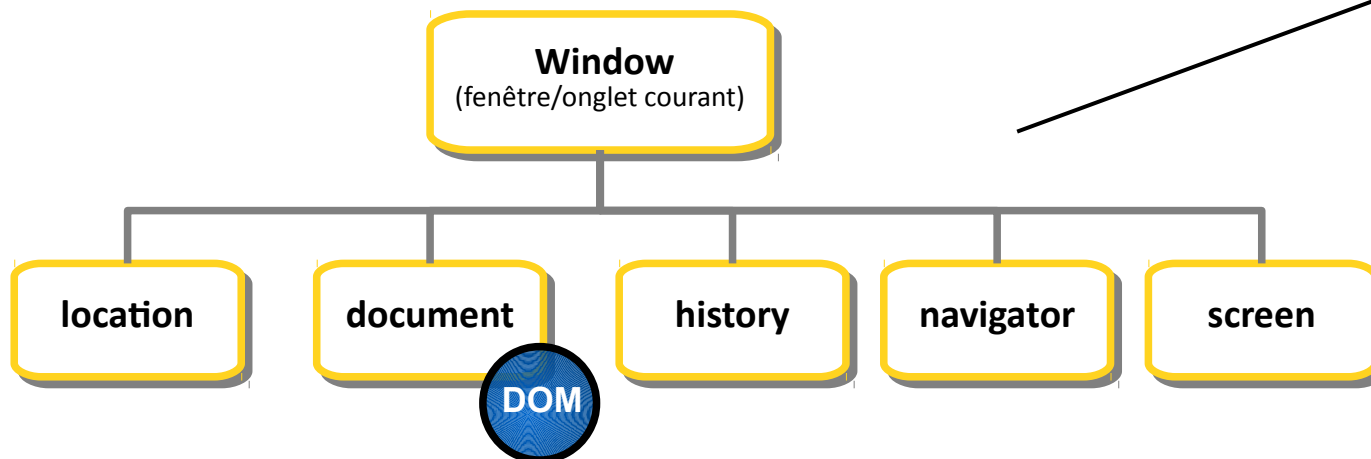 Window
(fenêtre/onglet courant)
location
document
history
navigator
screen
DOM